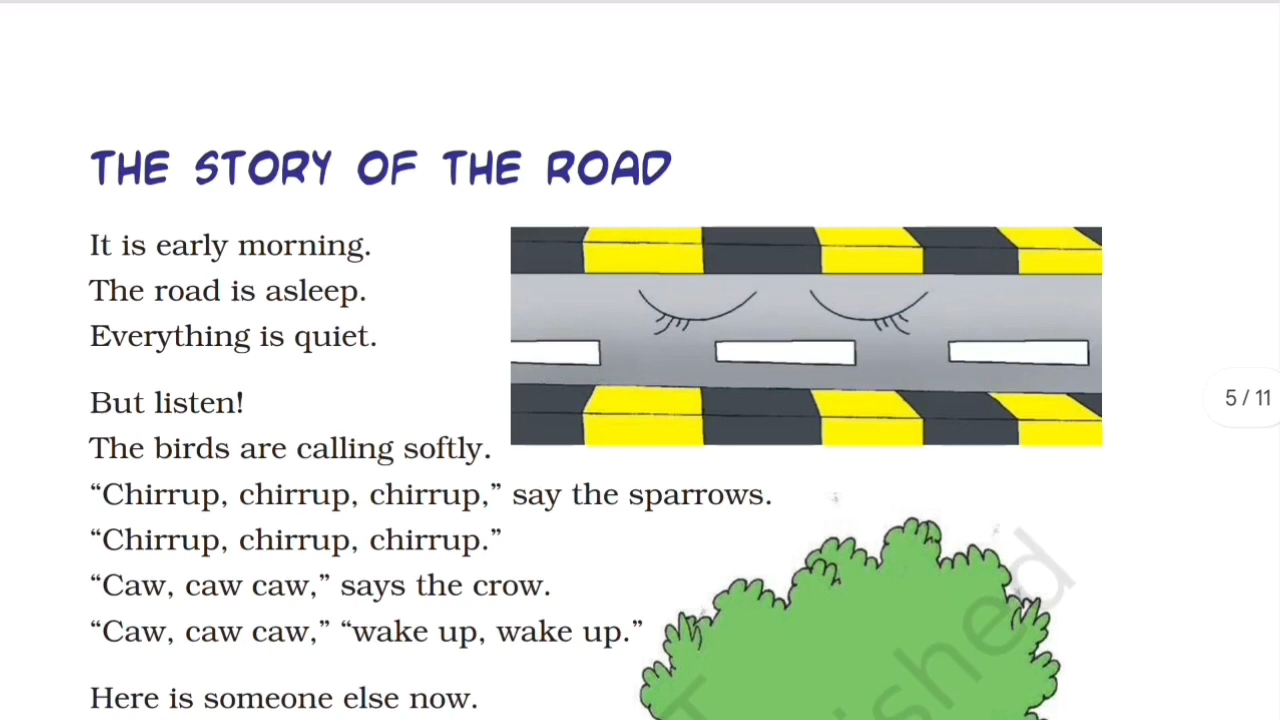 THE STORY OF THE ROAD
It is early morning.
The road is asleep.
Everything is quiet.
But listen!
The birds are calling softly.
“Chirrup, chirrup, chirrup,” say the sparrows.
“Chirrup, chirrup, chirrup.”
“Caw, caw caw,” says the crow.
“Caw, caw caw,” “wake up, wake up.”
Here is someone else now.
5 / 11